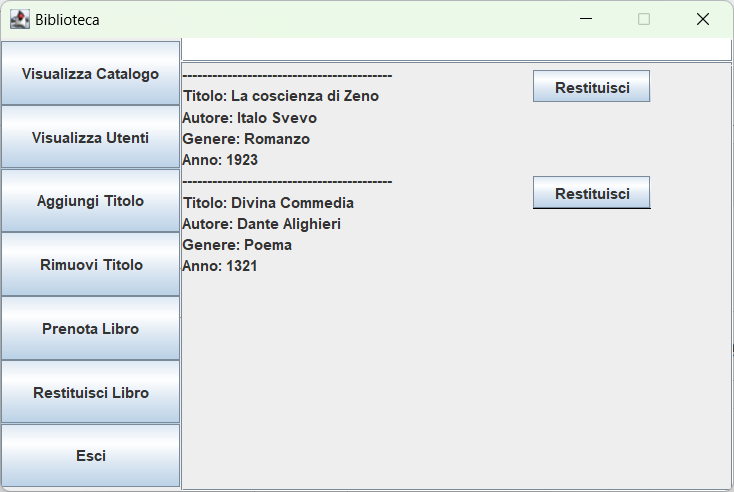 Biblioteca
Visualizza Catalogo
Visualizza Utenti
Aggiungi Titolo
Rimuovi Titolo
Prenota Libro
Restituisci Libro
Esci
------------------------------------------
Titolo: La coscienza di Zeno
Autore: Italo Svevo
Genere: Romanzo
Anno: 1923
Restituisci
------------------------------------------
Titolo: Divina Commedia
Autore: Dante Alighieri
Genere: Poema
Anno: 1321
Restituisci